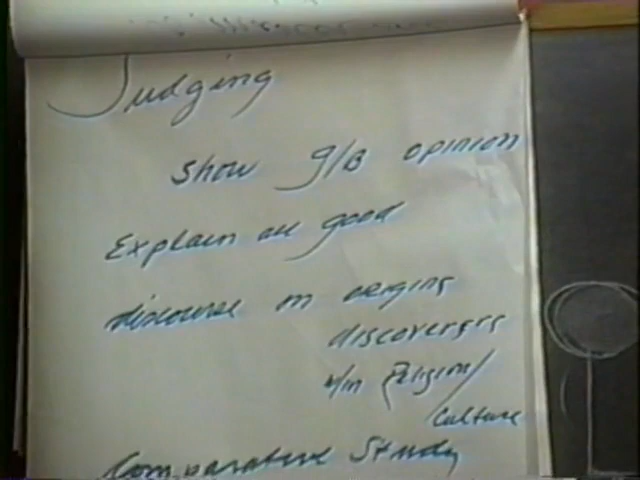 Judging
Show g/B opinion
Explain all good
discourse on origins
discoverers
w/in Religion/
Culture
Comparative Study